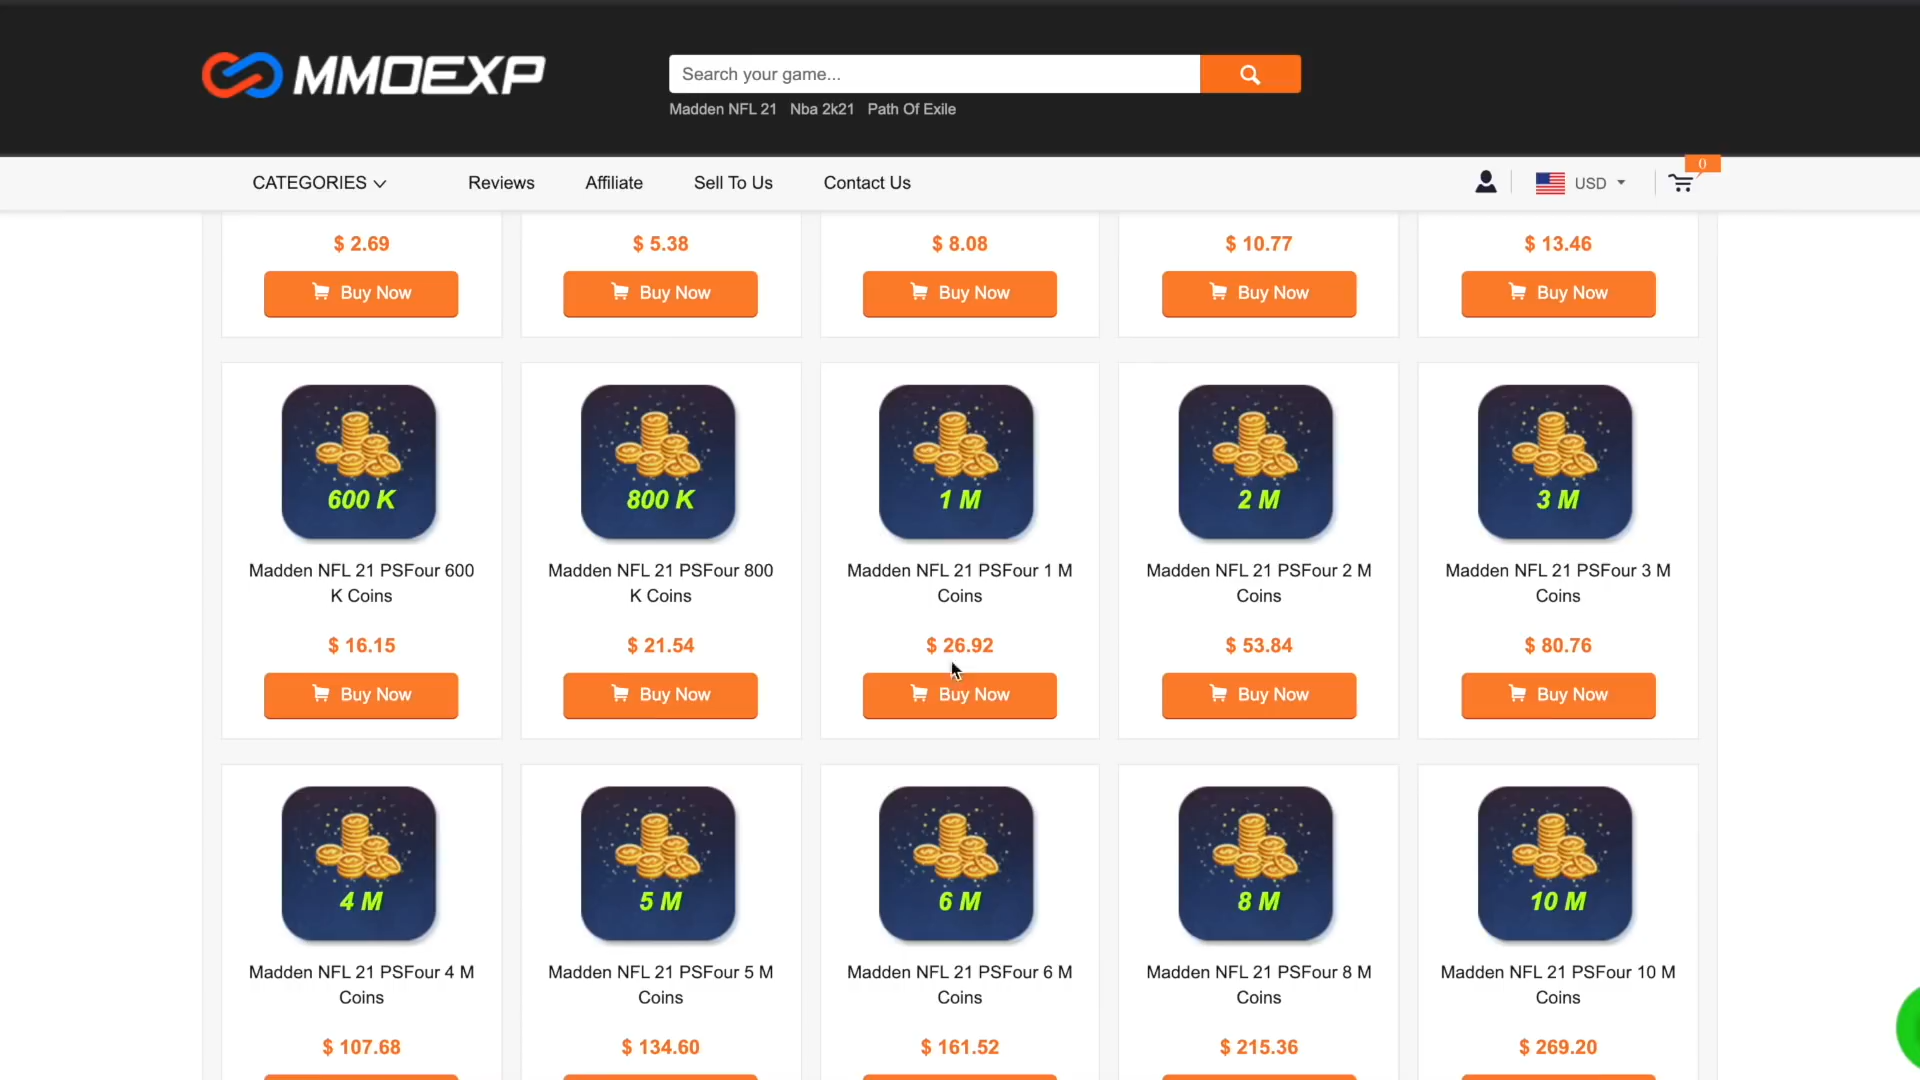 MMOEXP
Search your game...
Madden NFL 21 Nba 2k21 Path Of Exile
0
CATEGORIES Reviews Affiliate Sell To Us Contact Us USD
$ 2.69 $ 5.38 $ 8.08 $ 10.77 $ 13.46
Buy Now Buy Now Buy Now Buy Now Buy Now
600 K 800 K 1 M 2 M 3 M
Madden NFL 21 PSFour 600 Madden NFL 21 PSFour 800 Madden NFL 21 PSFour 1 M Madden NFL 21 PSFour 2 M Madden NFL 21 PSFour 3 M
K Coins K Coins Coins Coins Coins
$ 16.15 $ 21.54 $ 26.92 $ 53.84 $ 80.76
Buy Now Buy Now Buy Now Buy Now Buy Now
4 M 5 M 6 M 8 M 10 M
Madden NFL 21 PSFour 4 M Madden NFL 21 PSFour 5 M Madden NFL 21 PSFour 6 M Madden NFL 21 PSFour 8 M Madden NFL 21 PSFour 10 M
Coins Coins Coins Coins Coins
$ 107.68 $ 134.60 $ 161.52 $ 215.36 $ 269.20